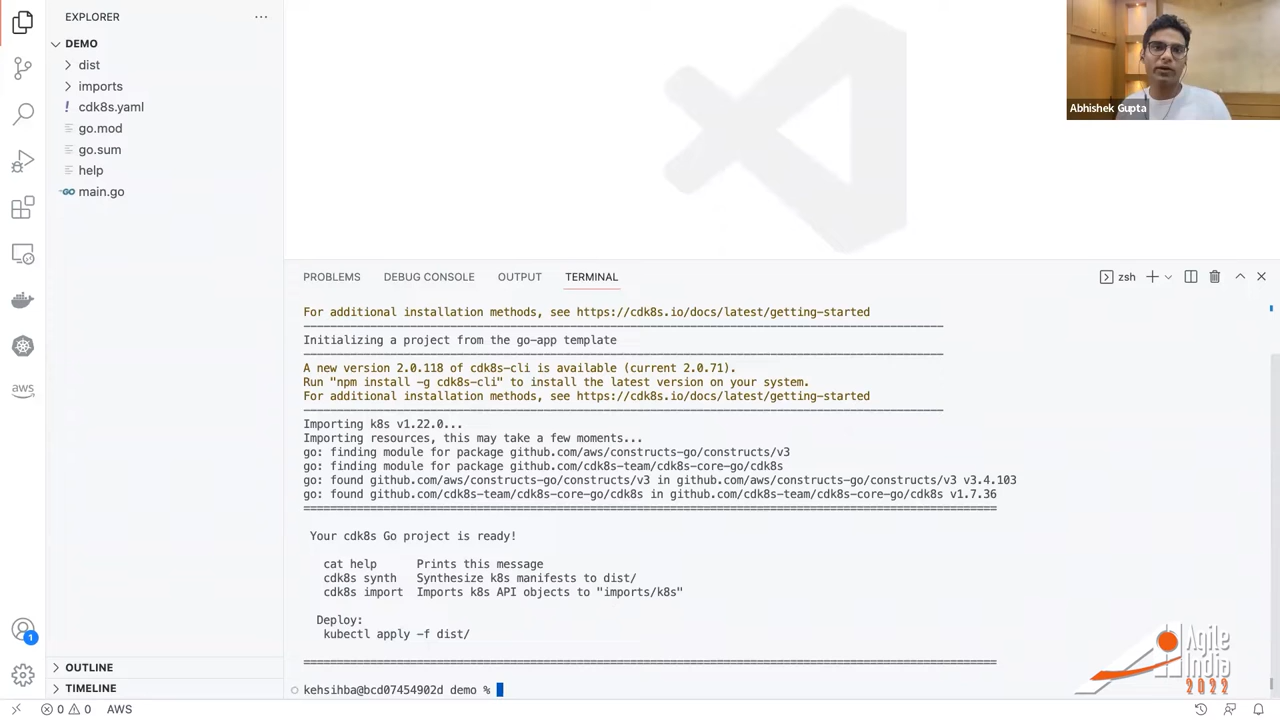 EXPLORER
DEMO
dist
imports
cdk8s.yaml
go.mod
go.sum
help
main.go
OUTLINE
TIMELINE
Abhishek Gupta
PROBLEMS DEBUG CONSOLE OUTPUT TERMINAL
zsh
For additional installation methods, see https://cdk8s.io/docs/latest/getting-started
Initializing a project from the go-app template
A new version 2.0.118 of cdk8s-cli is available (current 2.0.71).
Run "npm install -g cdk8s-cli" to install the latest version on your system.
For additional installation methods, see https://cdk8s.io/docs/latest/getting-started
Importing k8s v1.22.0...
Importing resources, this may take a few moments...
go: finding module for package github.com/aws/constructs-go/constructs/v3
go: finding module for package github.com/cdk8s-team/cdk8s-core-go/cdk8s
go: found github.com/aws/constructs-go/constructs/v3 in github.com/aws/constructs-go/constructs/v3 v3.4.103
go: found github.com/cdk8s-team/cdk8s-core-go/cdk8s in github.com/cdk8s-team/cdk8s-core-go/cdk8s v1.7.36
Your cdk8s Go project is ready!
cat help Prints this message
cdk8s synth Synthesize k8s manifests to dist/
cdk8s import Imports k8s API objects to "imports/k8s"
Deploy:
kubectl apply -f dist/
kehsihba@bcd07454902d demo %
aws
1
0 0 AWS
Agile
India
2022